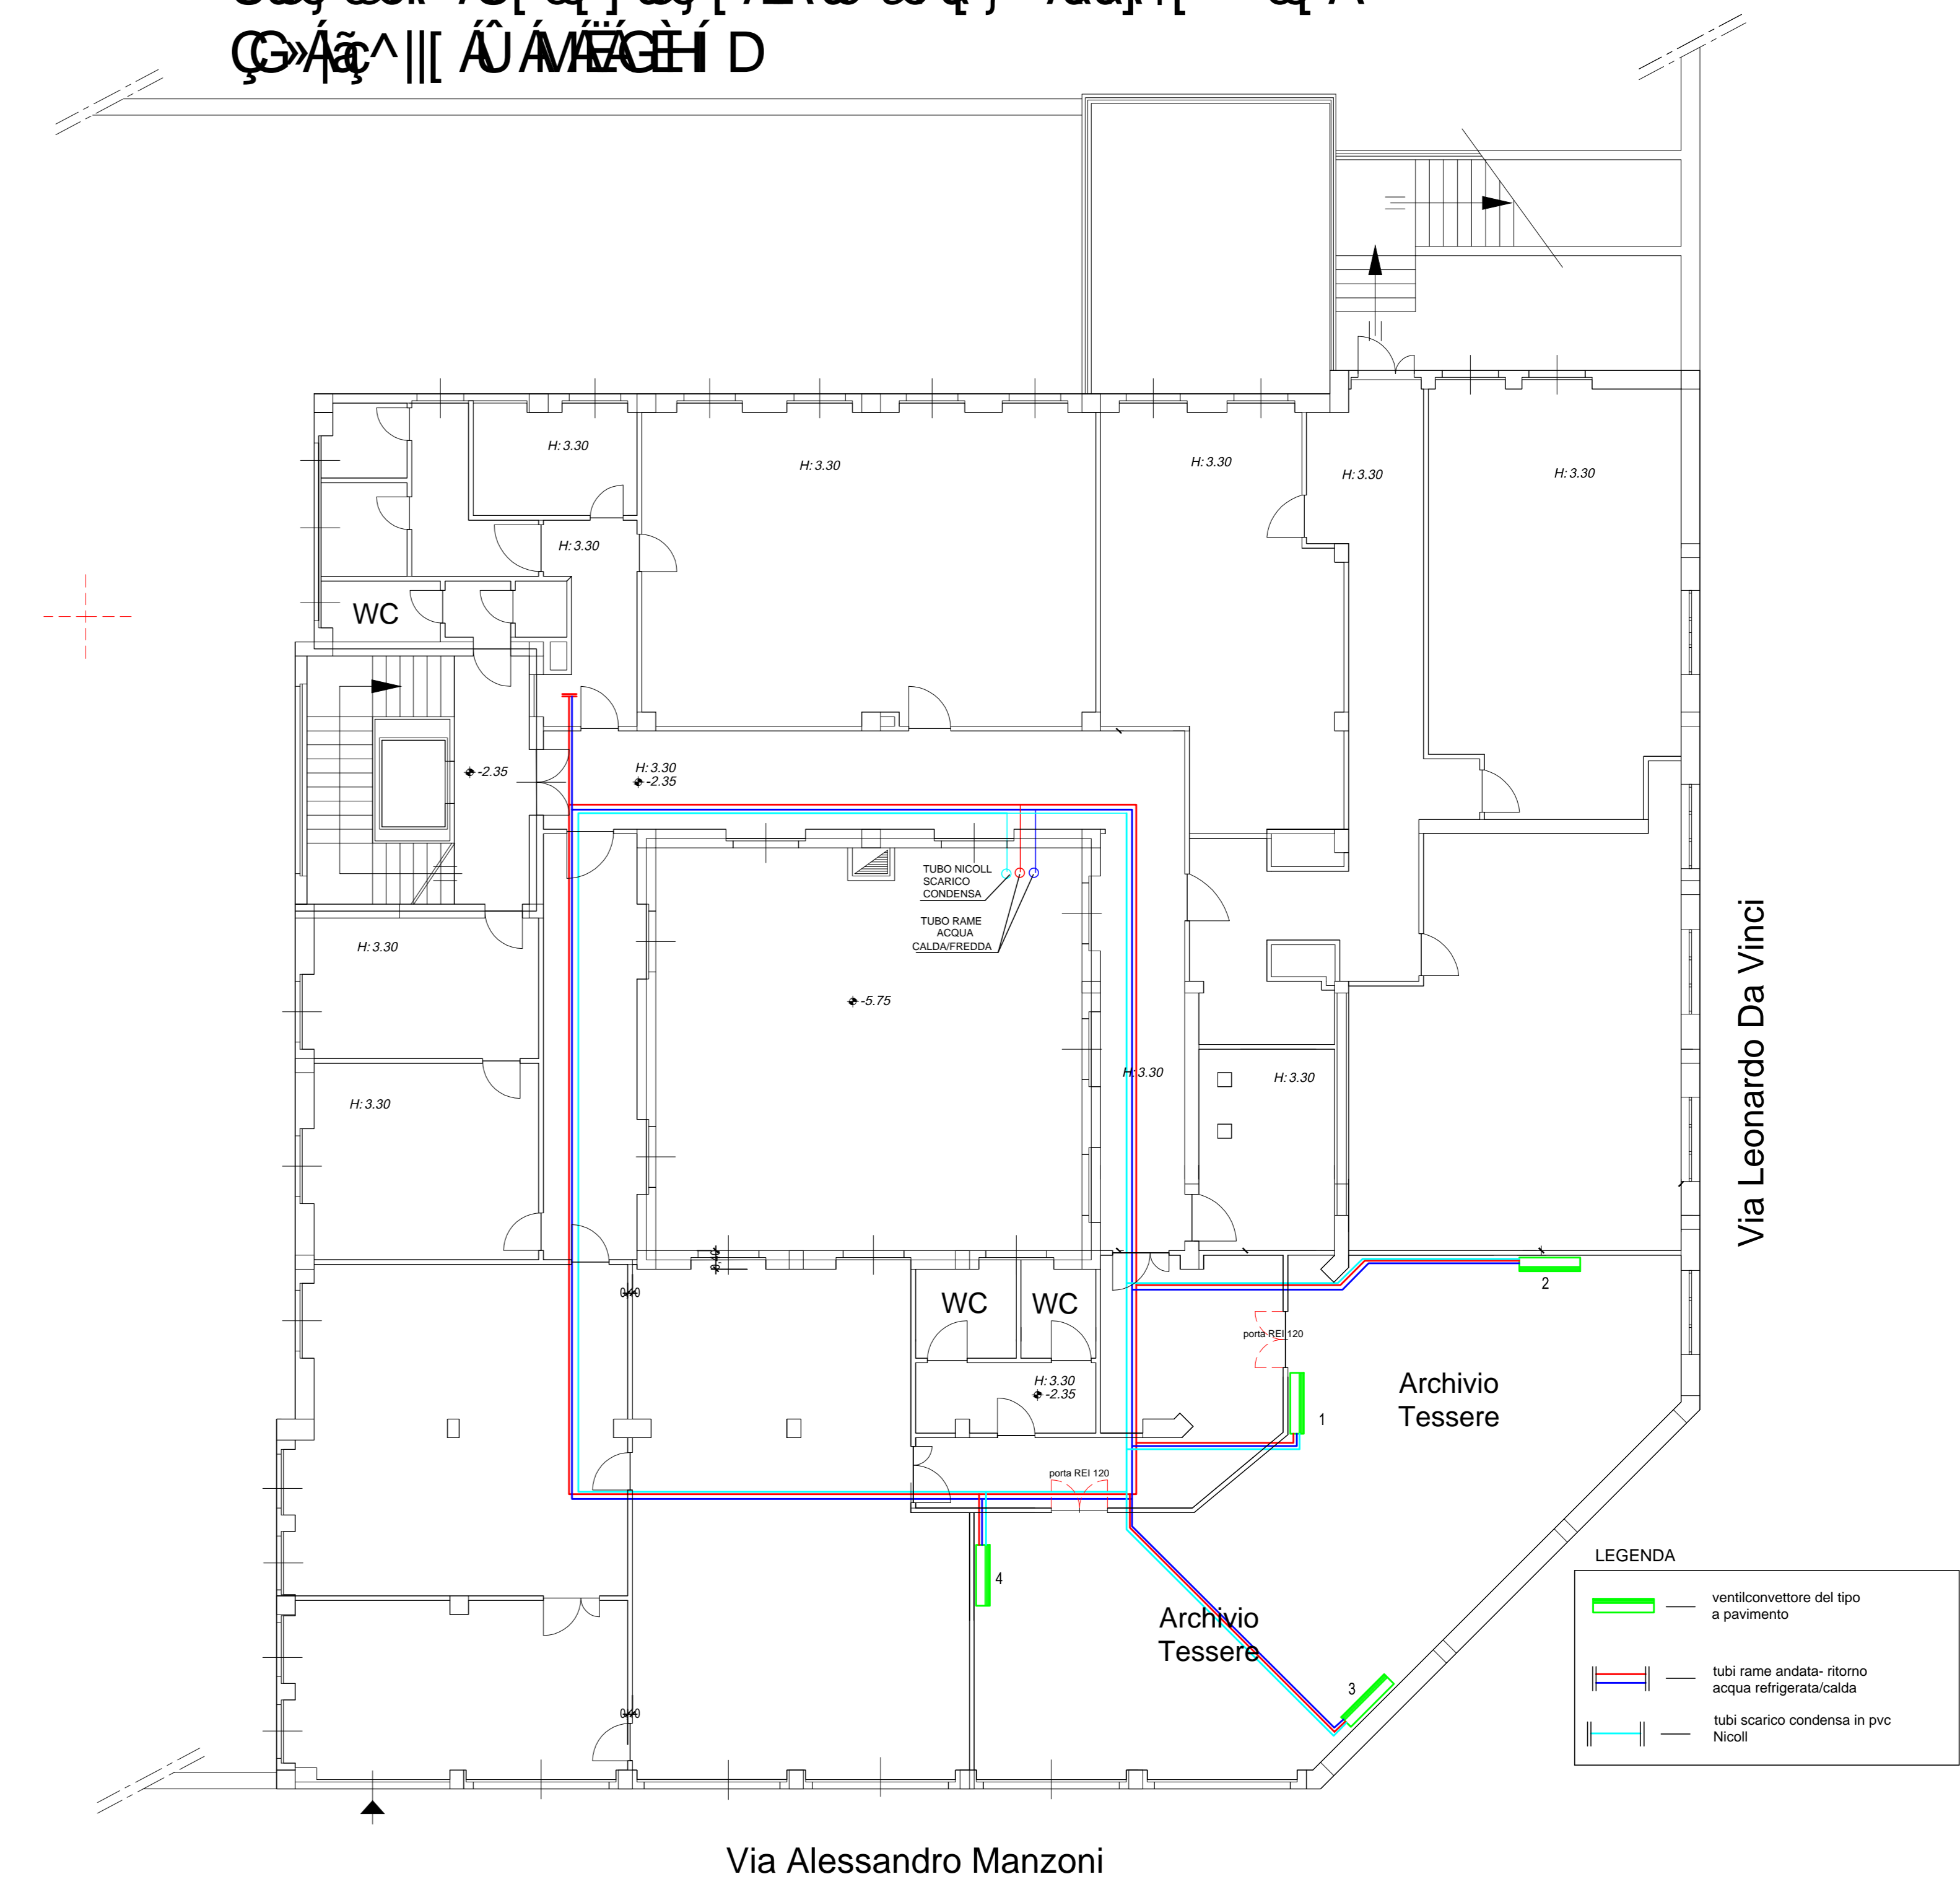 H: 3.30
H: 3.30
H: 3.30
H: 3.30
H: 3.30
H: 3.30
WC
-2.35
H: 3.30
-2.35
TUBO NICOLL
SCARICO
CONDENSA
TUBO RAME
ACQUA
CALDA/FREDDA
H: 3.30
-5.75
H: 3.30
H: 3.30
H: 3.30
Via Leonardo Da Vinci
WC
WC
2
porta REI 120
H: 3.30
-2.35
Archivio
Tessere
1
porta REI 120
4
Archivio
Tessere
3
LEGENDA
ventilconvettore del tipo
a pavimento
tubi rame andata- ritorno
acqua refrigerata/calda
tubi scarico condensa in pvc
Nicoll
Via Alessandro Manzoni